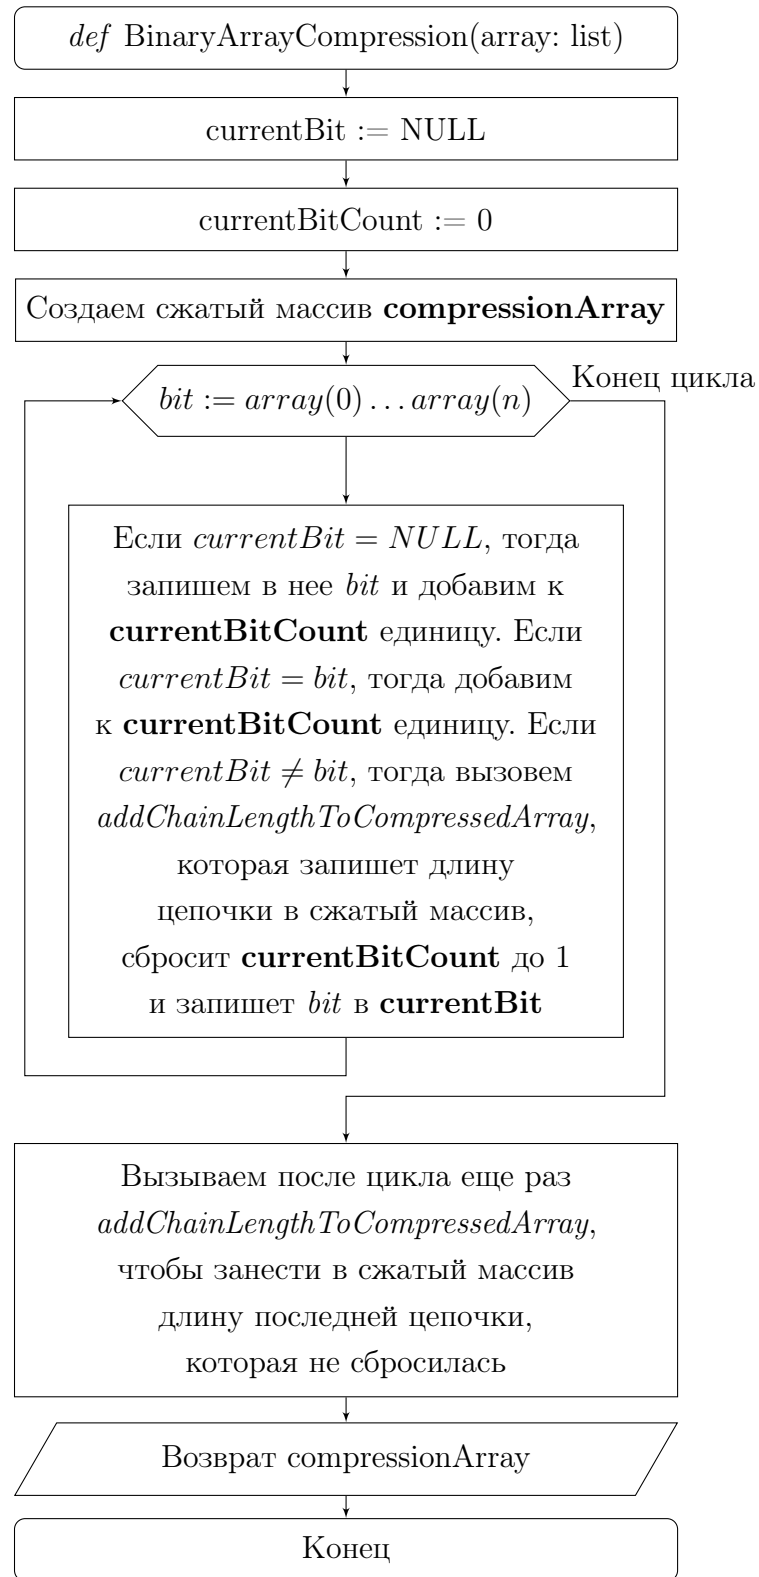 def BinaryArrayCompression(array: list)
currentBit := NULL
currentBitCount := 0
Создаем сжатый массив compressionArray
Конец цикла
bit := array(0) . . . array(n)
Если currentBit = NULL, тогда
запишем в нее bit и добавим к
currentBitCount единицу. Если
currentBit = bit, тогда добавим
к currentBitCount единицу. Если
currentBit ≠ bit, тогда вызовем
addChainLengthToCompressedArray,
которая запишет длину
цепочки в сжатый массив,
сбросит currentBitCount до 1
и запишет bit в currentBit
Вызываем после цикла еще раз
addChainLengthToCompressedArray,
чтобы занести в сжатый массив
длину последней цепочки,
которая не сбросилась
Возврат compressionArray
Конец